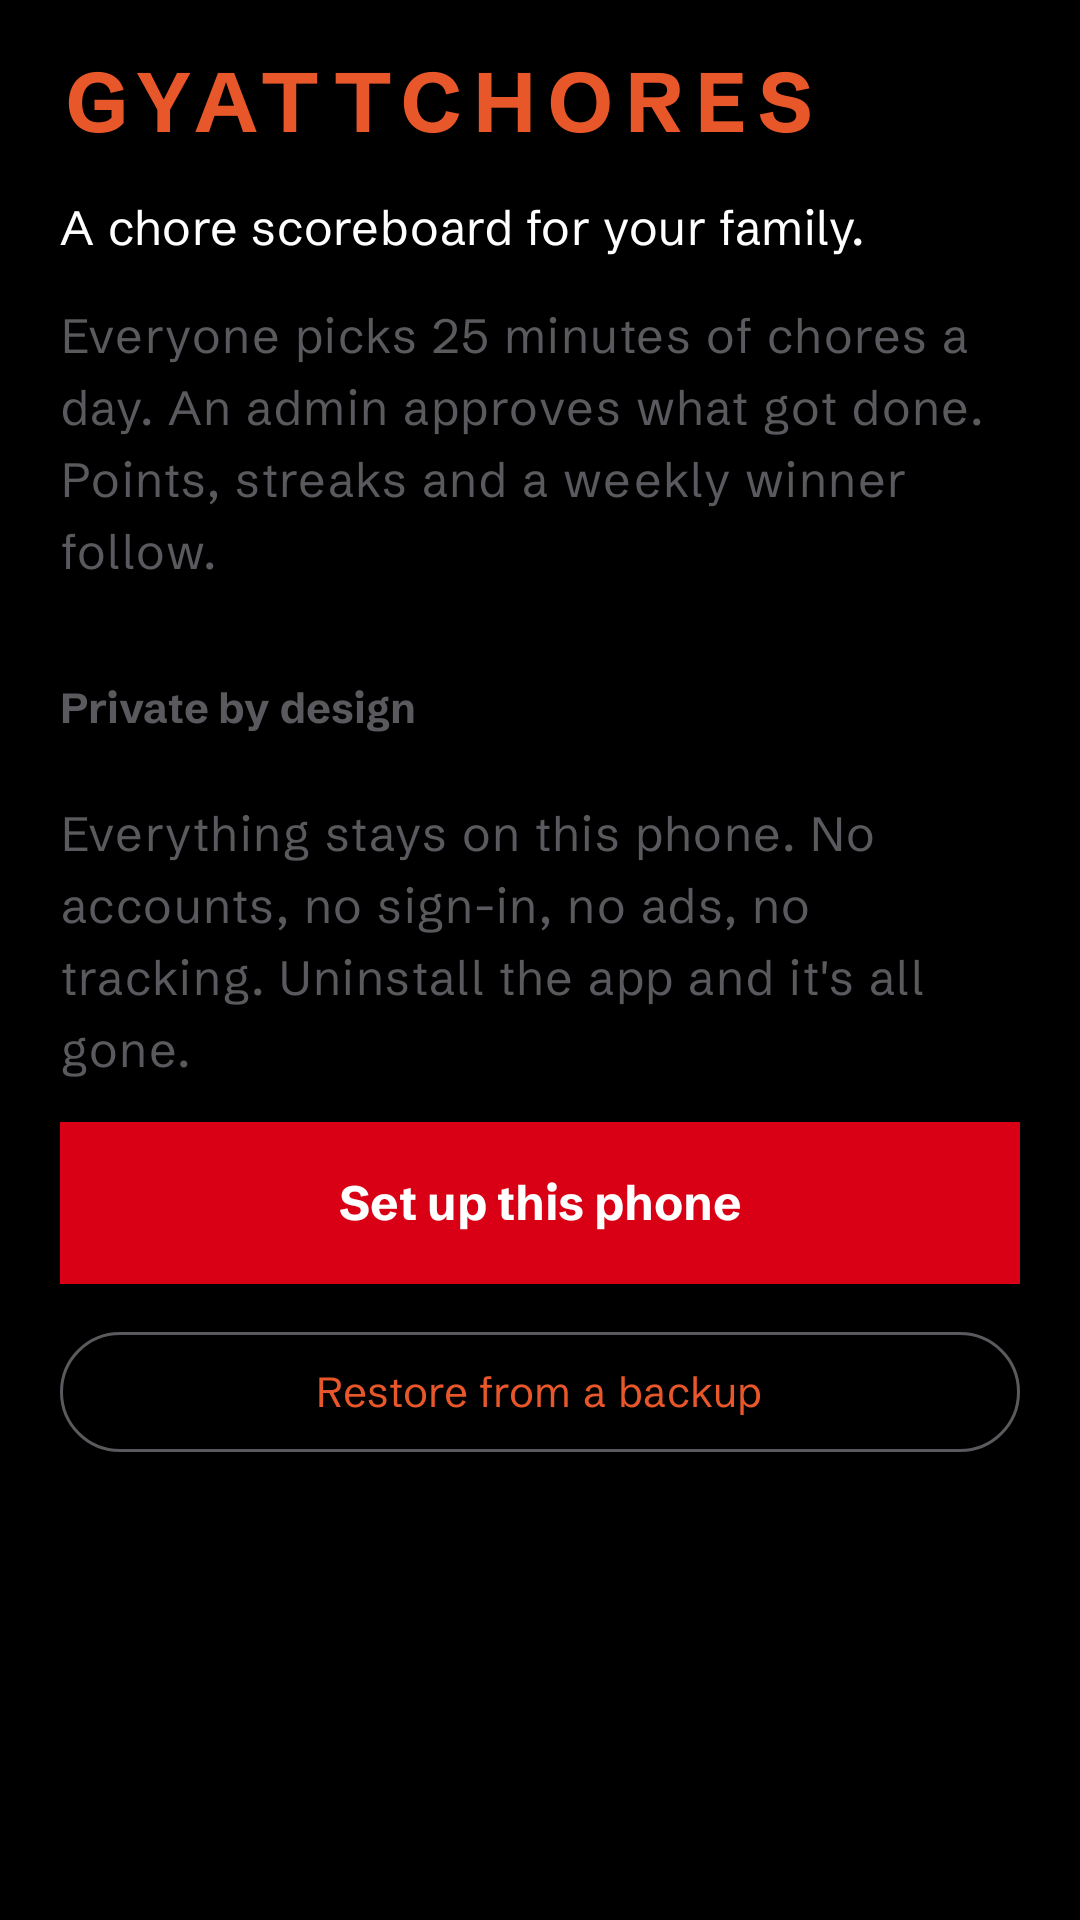 GYATTCHORES
A chore scoreboard for your family.
Everyone picks 25 minutes of chores a
day. An admin approves what got done.
Points, streaks and a weekly winner
follow.
Private by design
Everything stays on this phone. No
accounts, no sign-in, no ads, no
tracking. Uninstall the app and it's all
gone.
Set up this phone
Restore from a backup